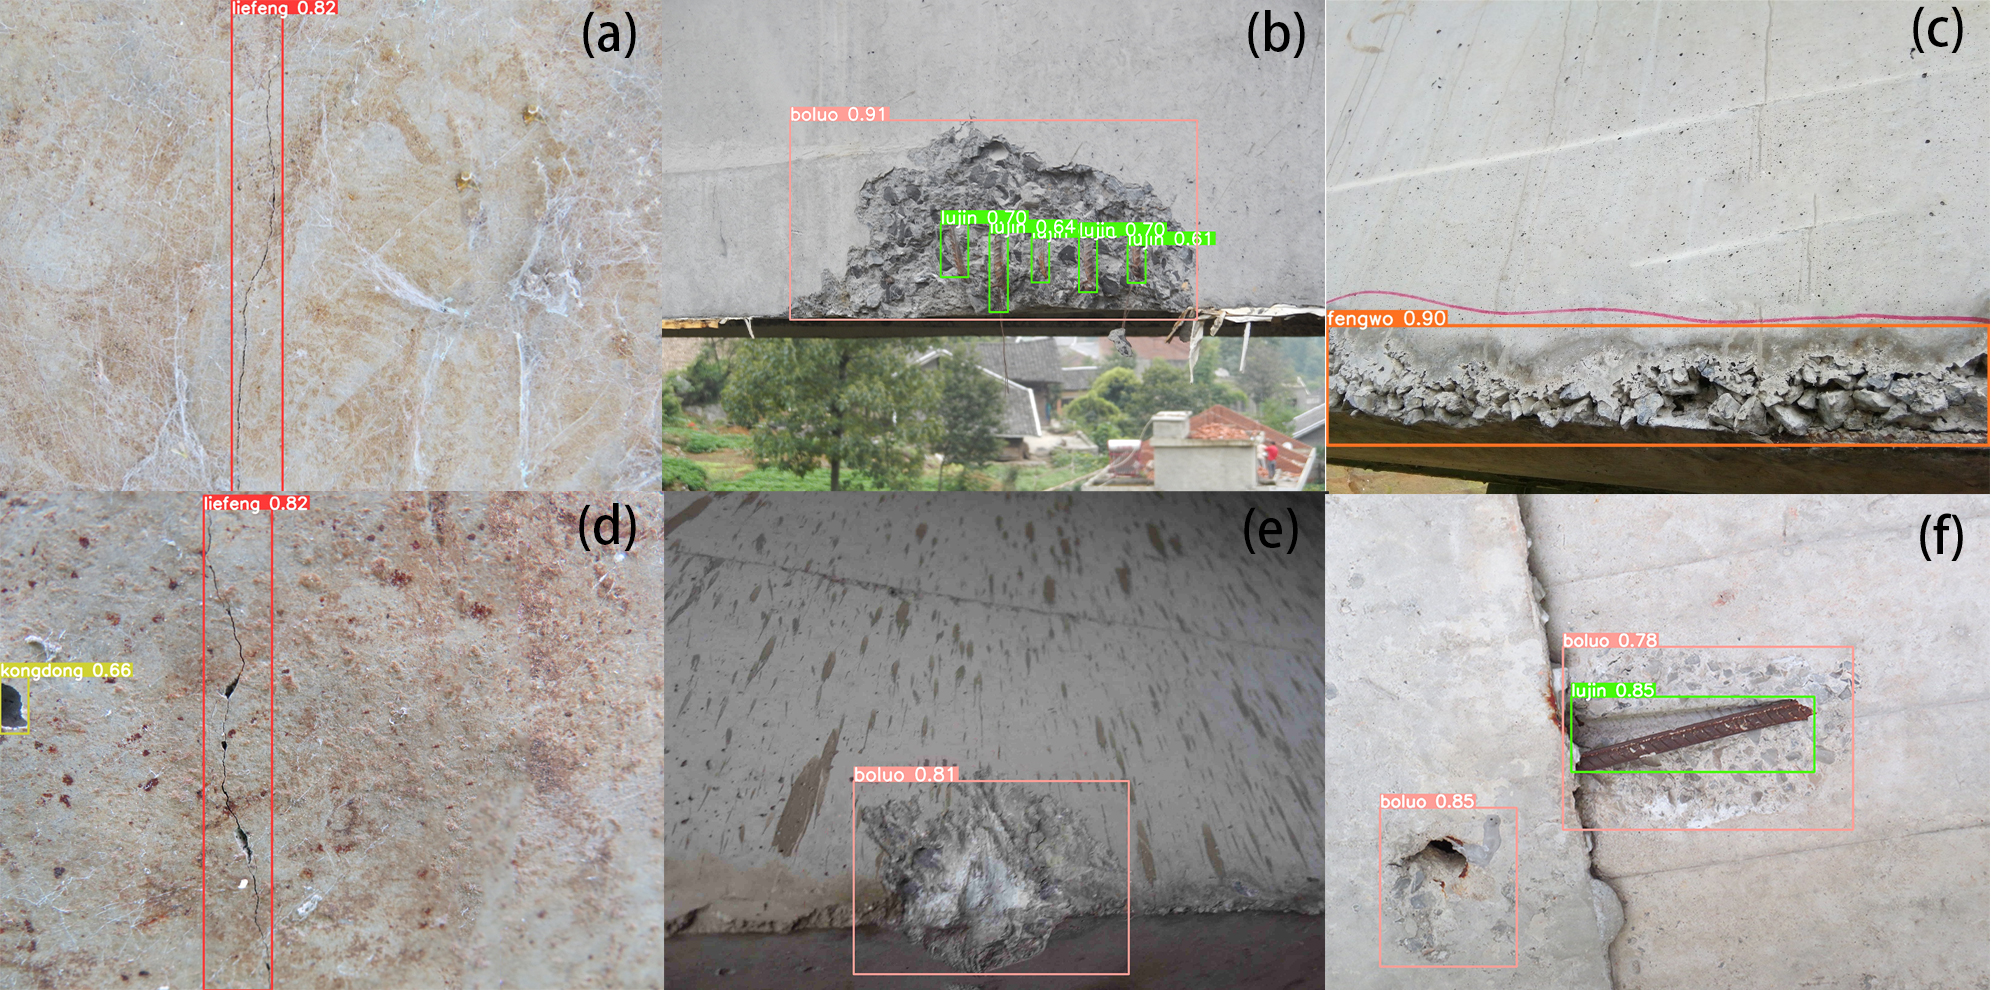 liefeng 0.82
(a)
(b)
boluo 0.91
lujin 0.70
lujin 0.64
lujin 0.70
lujin 0.61
(c)
fengwo 0.90
liefeng 0.82
(d)
kongdong 0.66
(e)
boluo 0.81
(f)
boluo 0.78
lujin 0.85
boluo 0.85